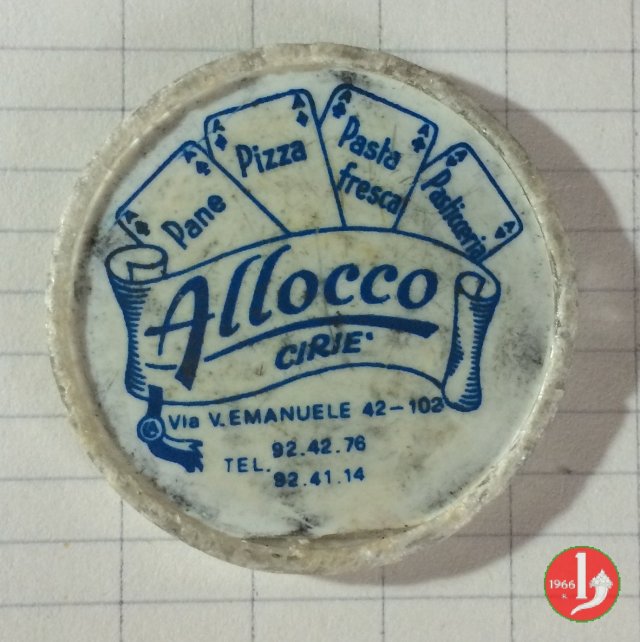 A A
Pane
A A
Pizza
A A
Pasta
fresca
A A
Pasticceria
Allocco
CIRIE'
Via V. EMANUELE 42-102
92.42.76
TEL.
92.41.14
1966